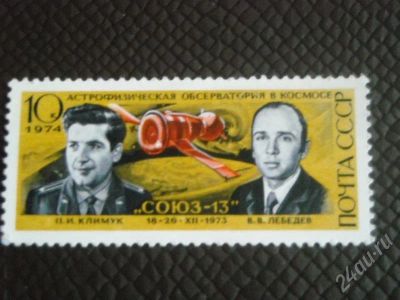 10 АСТРОФИЗИЧЕСКАЯ ОБСЕРВАТОРИЯ В КОСМОСЕ
1974
ПОЧТА СССР
„СОЮЗ-13"
П. И. КЛИМУК 18-26-XII-1973 В. В. ЛЕБЕДЕВ
24au.ru